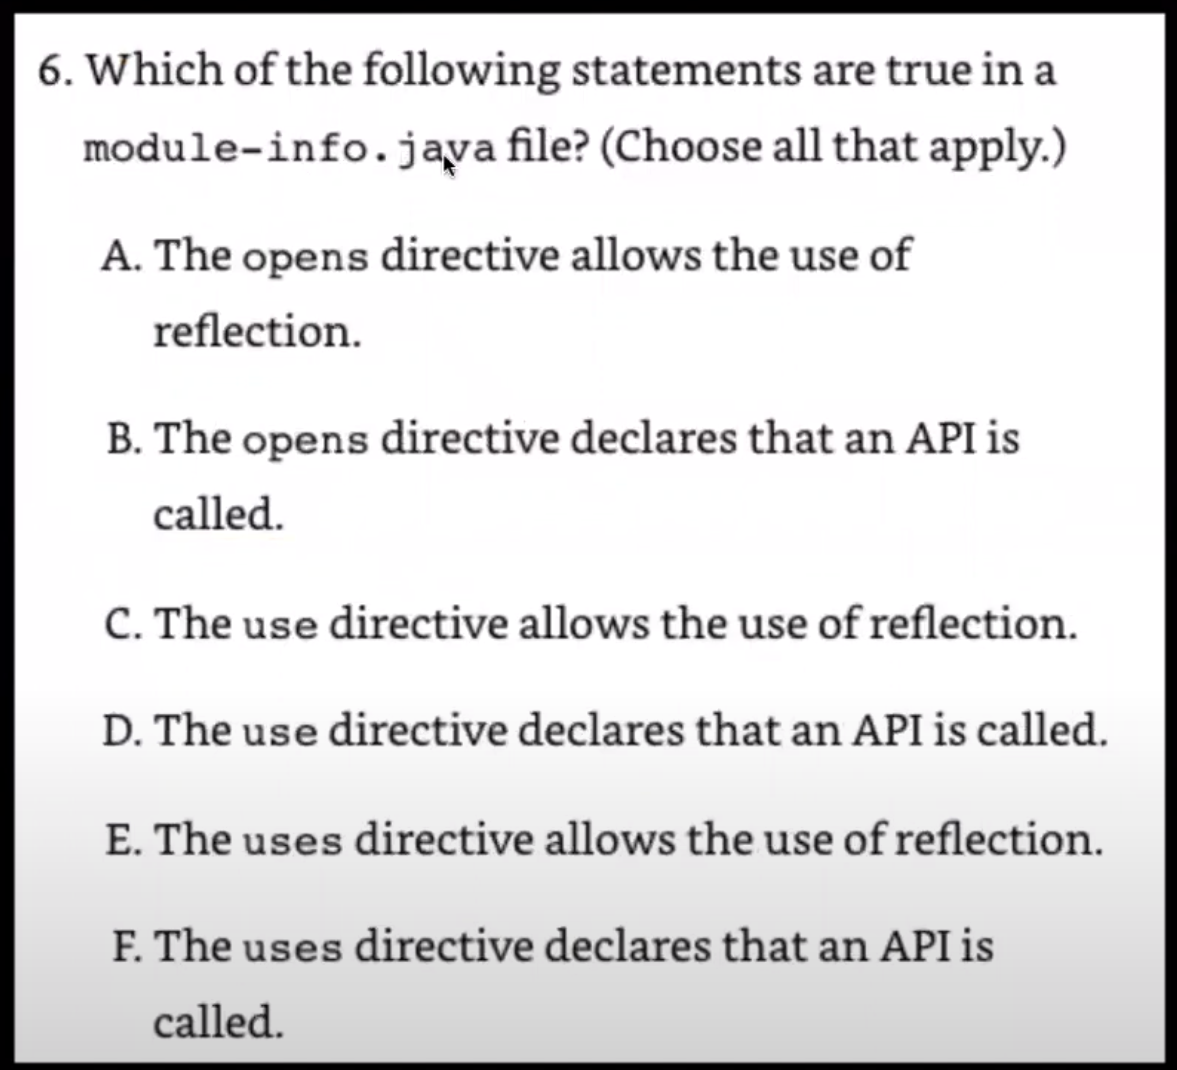 6. Which of the following statements are true in a
module-info.java file? (Choose all that apply.)
A. The opens directive allows the use of
reflection.
B. The opens directive declares that an API is
called.
C. The use directive allows the use of reflection.
D. The use directive declares that an API is called.
E. The uses directive allows the use of reflection.
F. The uses directive declares that an API is
called.